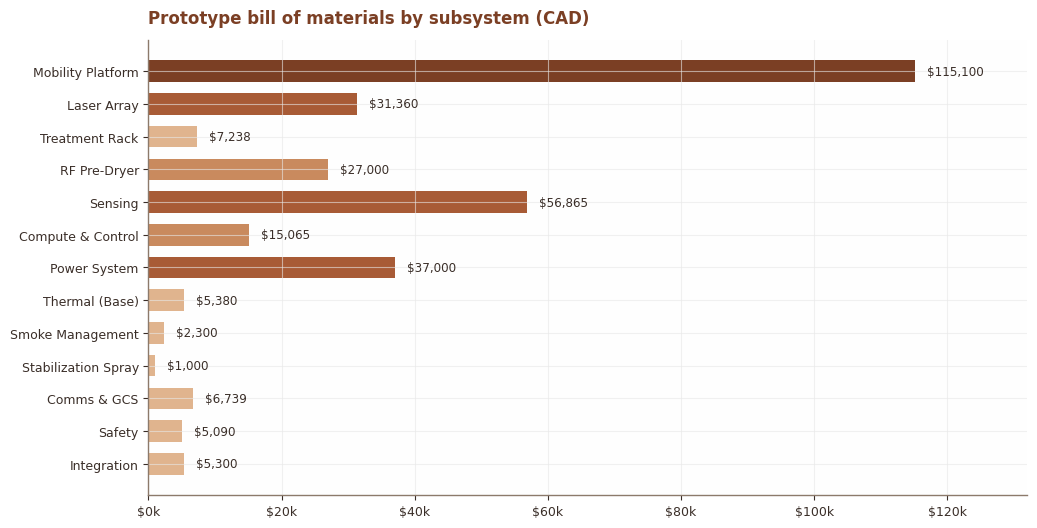 Prototype bill of materials by subsystem (CAD)
Mobility Platform $115,100
Laser Array $31,360
Treatment Rack $7,238
RF Pre-Dryer $27,000
Sensing $56,865
Compute & Control $15,065
Power System $37,000
Thermal (Base) $5,380
Smoke Management $2,300
Stabilization Spray $1,000
Comms & GCS $6,739
Safety $5,090
Integration $5,300
$0k $20k $40k $60k $80k $100k $120k